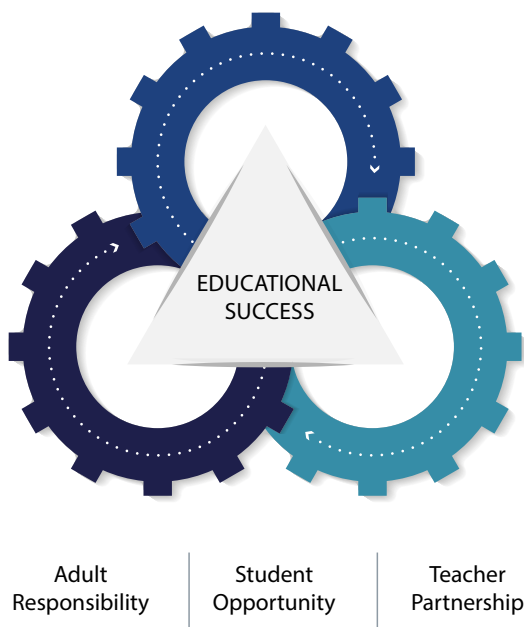 EDUCATIONAL
SUCCESS
Adult
Responsibility
Student
Opportunity
Teacher
Partnership